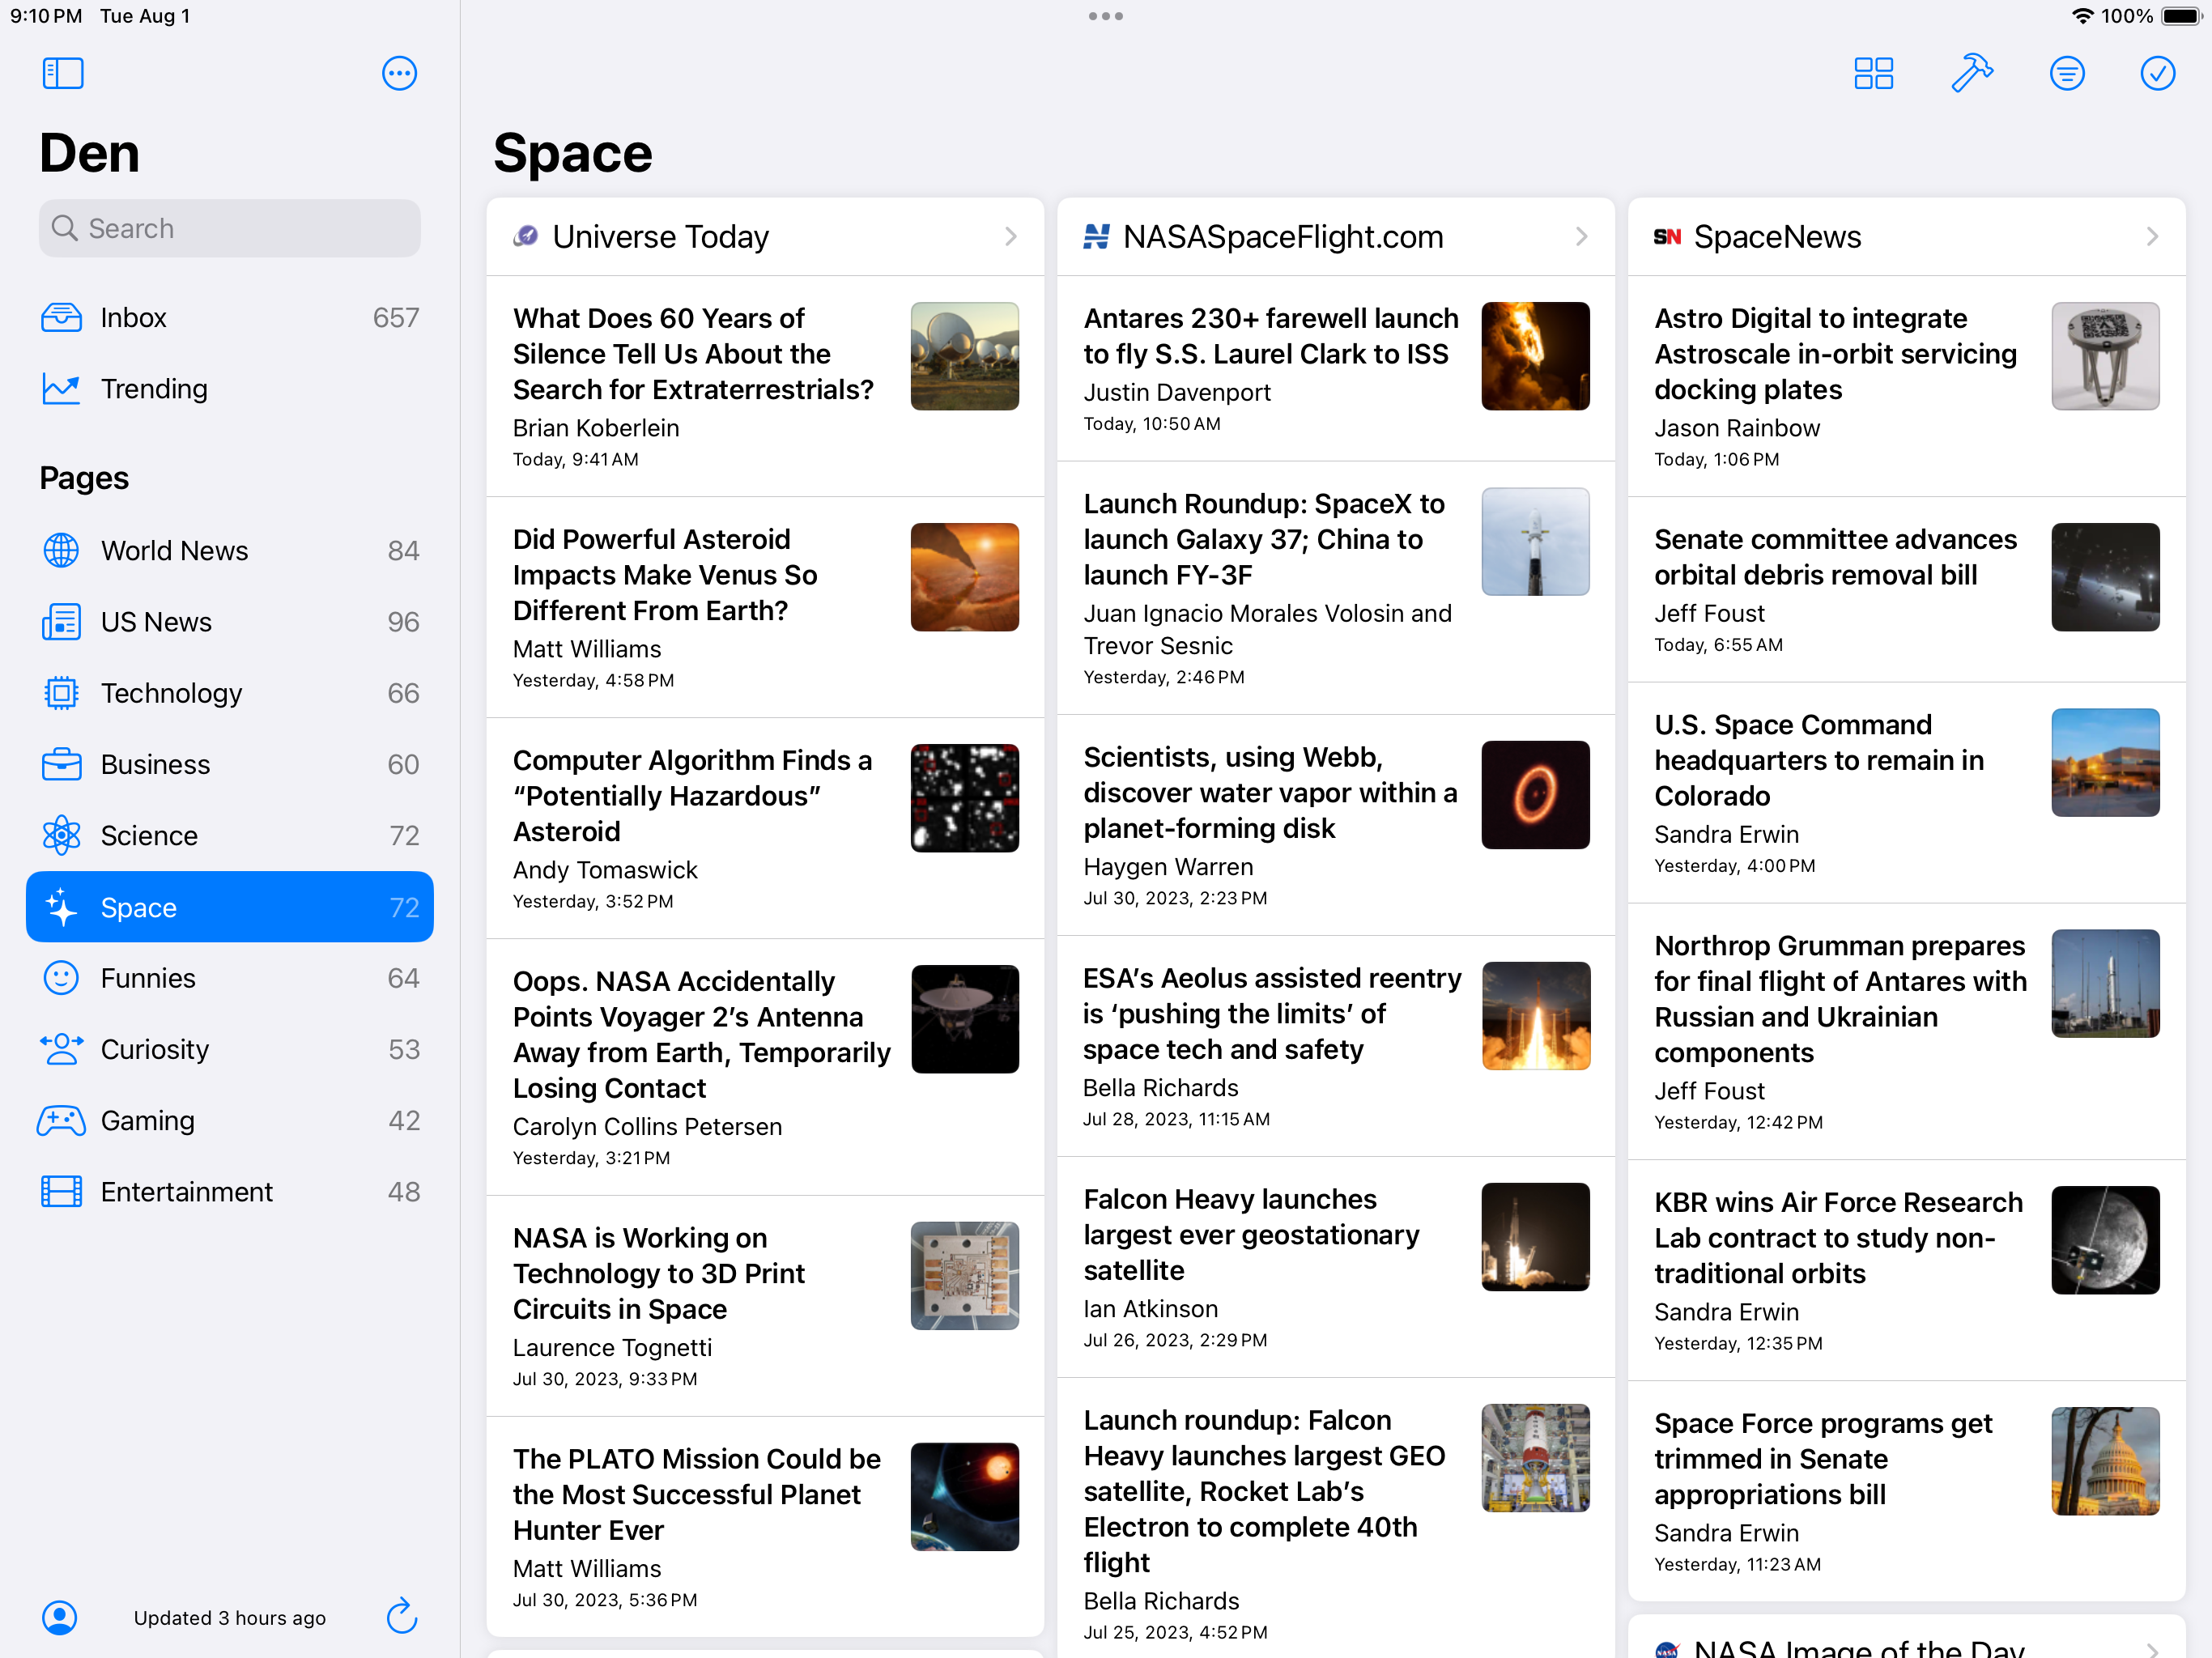 9:10 PM Tue Aug 1
100%
Den
Search
Inbox 657
Trending
Pages
World News 84
US News 96
Technology 66
Business 60
Science 72
Space 72
Funnies 64
Curiosity 53
Gaming 42
Entertainment 48
Updated 3 hours ago
Space
Universe Today
What Does 60 Years of
Silence Tell Us About the
Search for Extraterrestrials?
Brian Koberlein
Today, 9:41 AM
Did Powerful Asteroid
Impacts Make Venus So
Different From Earth?
Matt Williams
Yesterday, 4:58 PM
Computer Algorithm Finds a
“Potentially Hazardous”
Asteroid
Andy Tomaswick
Yesterday, 3:52 PM
Oops. NASA Accidentally
Points Voyager 2’s Antenna
Away from Earth, Temporarily
Losing Contact
Carolyn Collins Petersen
Yesterday, 3:21 PM
NASA is Working on
Technology to 3D Print
Circuits in Space
Laurence Tognetti
Jul 30, 2023, 9:33 PM
The PLATO Mission Could be
the Most Successful Planet
Hunter Ever
Matt Williams
Jul 30, 2023, 5:36 PM
NASASpaceFlight.com
Antares 230+ farewell launch
to fly S.S. Laurel Clark to ISS
Justin Davenport
Today, 10:50 AM
Launch Roundup: SpaceX to
launch Galaxy 37; China to
launch FY-3F
Juan Ignacio Morales Volosin and
Trevor Sesnic
Yesterday, 2:46 PM
Scientists, using Webb,
discover water vapor within a
planet-forming disk
Haygen Warren
Jul 30, 2023, 2:23 PM
ESA’s Aeolus assisted reentry
is ‘pushing the limits’ of
space tech and safety
Bella Richards
Jul 28, 2023, 11:15 AM
Falcon Heavy launches
largest ever geostationary
satellite
Ian Atkinson
Jul 26, 2023, 2:29 PM
Launch roundup: Falcon
Heavy launches largest GEO
satellite, Rocket Lab’s
Electron to complete 40th
flight
Bella Richards
Jul 25, 2023, 4:52 PM
SN SpaceNews
Astro Digital to integrate
Astroscale in-orbit servicing
docking plates
Jason Rainbow
Today, 1:06 PM
Senate committee advances
orbital debris removal bill
Jeff Foust
Today, 6:55 AM
U.S. Space Command
headquarters to remain in
Colorado
Sandra Erwin
Yesterday, 4:00 PM
Northrop Grumman prepares
for final flight of Antares with
Russian and Ukrainian
components
Jeff Foust
Yesterday, 12:42 PM
KBR wins Air Force Research
Lab contract to study non-
traditional orbits
Sandra Erwin
Yesterday, 12:35 PM
Space Force programs get
trimmed in Senate
appropriations bill
Sandra Erwin
Yesterday, 11:23 AM
NASA Image of the Day